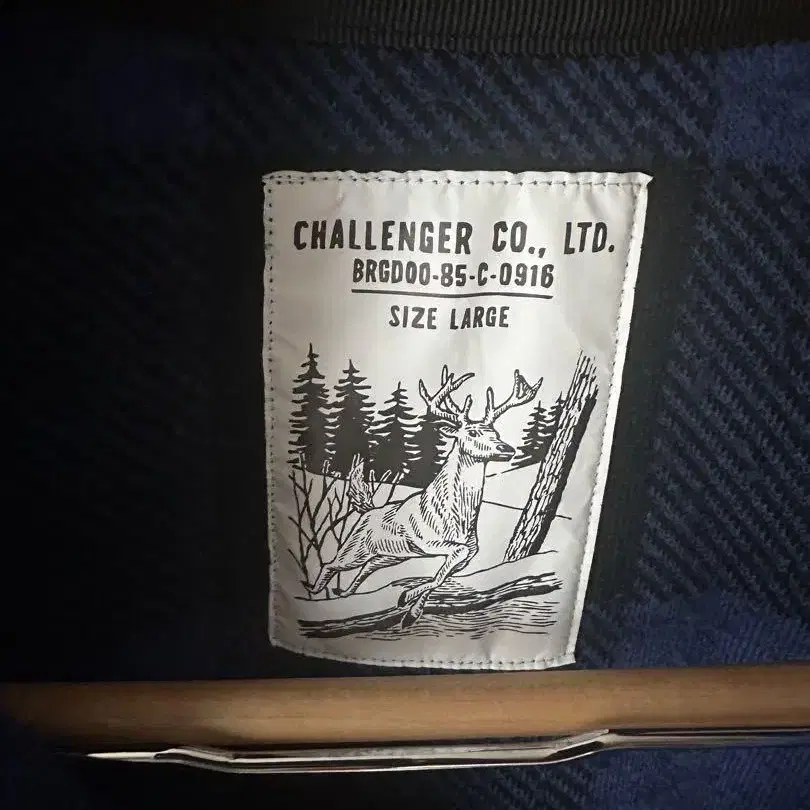 CHALLENGER CO., LTD.
BRGD00-85-C-0916
SIZE LARGE